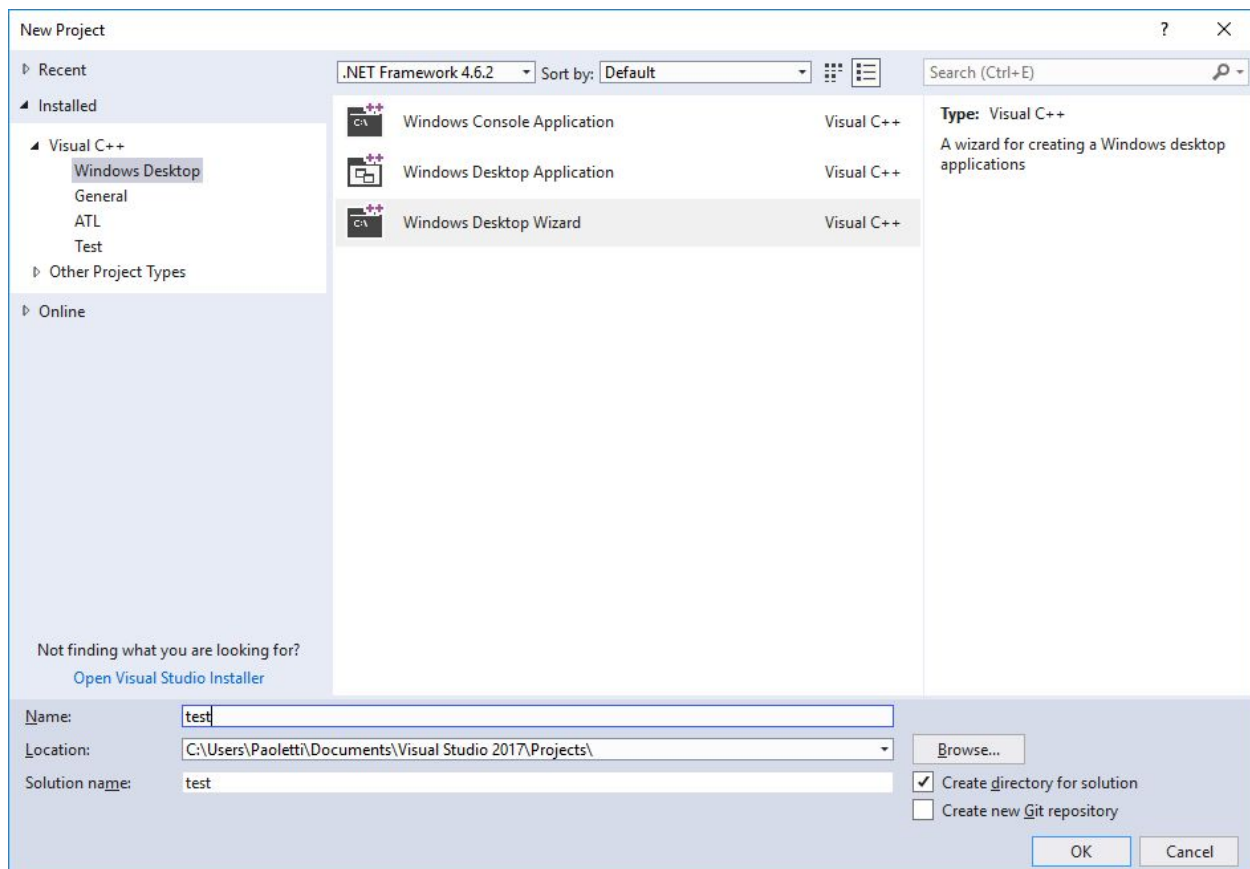 New Project
?
Recent
.NET Framework 4.6.2
Sort by:
Default
Search (Ctrl+E)
Installed
Visual C++
Windows Desktop
General
ATL
Test
Other Project Types
Online
Windows Console Application
Visual C++
Windows Desktop Application
Visual C++
Windows Desktop Wizard
Visual C++
Type: Visual C++
A wizard for creating a Windows desktop
applications
Not finding what you are looking for?
Open Visual Studio Installer
Name:
test
Location:
C:\Users\Paoletti\Documents\Visual Studio 2017\Projects\
Browse...
Solution name:
test
Create directory for solution
Create new Git repository
OK
Cancel